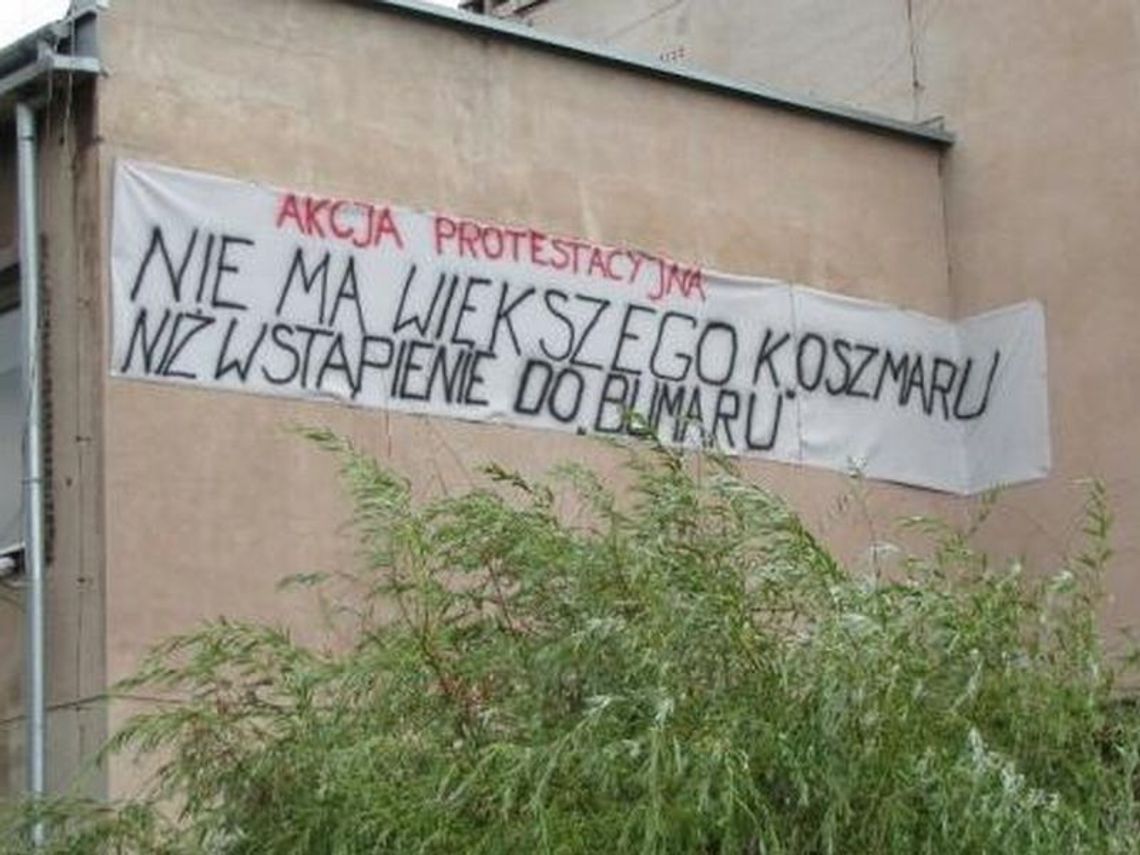 AKCJA PROTESTACYJNA
NIE MA WIĘKSZEGO KOSZMARU
NIŻ WSTĄPIENIE DO „BUMARU”